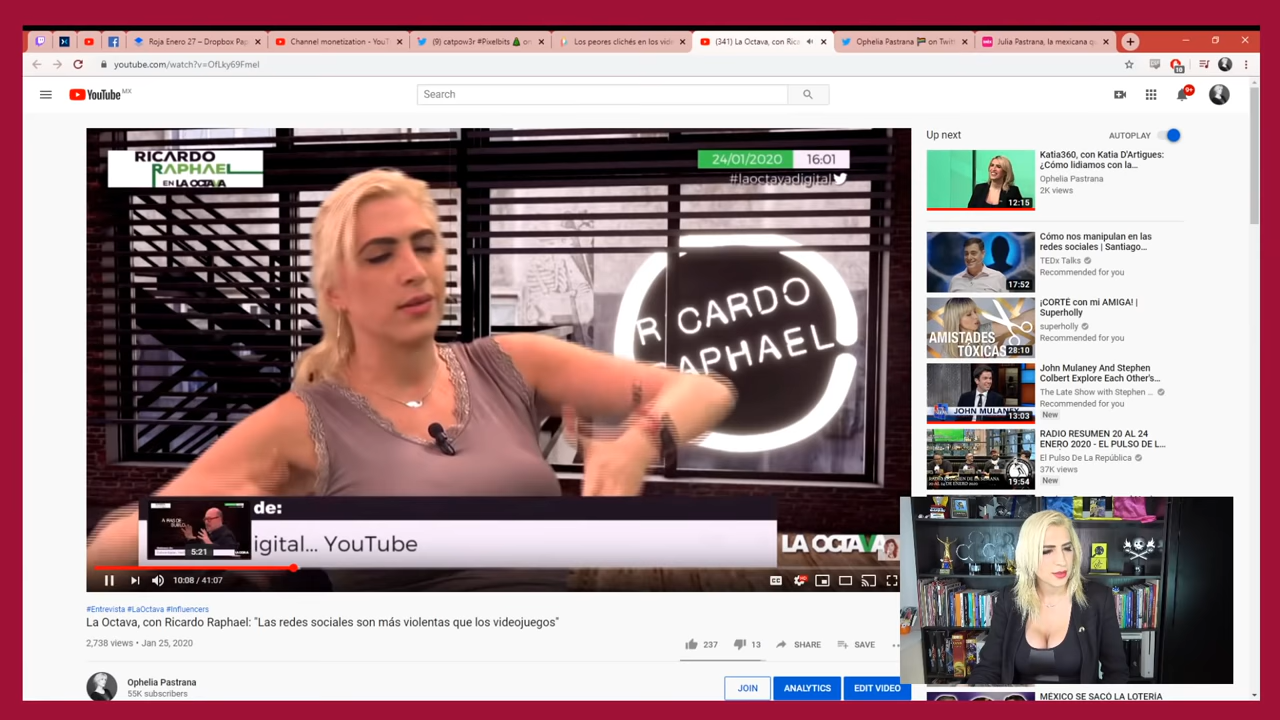 Roja Enero 27 – Dropbox Pap
Channel monetization - YouT
(9) catpow3r #Pixelbits
Los peores clichés en los vide
(341) La Octava, con Rica
Ophelia Pastrana
on Twitt
Julia Pastrana, la mexicana q
youtube.com/watch?v=OfLky69FmeI
10
YouTube MX
Search
9+
RICARDO
RAPHAEL
EN LA OCTAVA
24/01/2020 16:01
#laoctavadigital
RICARDO
RAPHAEL
de:
igital... YouTube
LA OCTAVA
5:21
10:08 / 41:07
#Entrevista #LaOctava #Influencers
La Octava, con Ricardo Raphael: "Las redes sociales son más violentas que los videojuegos"
2,738 views • Jan 25, 2020
237
13
SHARE
SAVE
Ophelia Pastrana
55K subscribers
JOIN
ANALYTICS
EDIT VIDEO
Up next
AUTOPLAY
Katia360, con Katia D'Artigues:
¿Cómo lidiamos con la...
Ophelia Pastrana
2K views
12:15
Cómo nos manipulan en las
redes sociales | Santiago...
TEDx Talks
Recommended for you
17:52
¡CORTÉ con mi AMIGA! |
Superholly
superholly
Recommended for you
AMISTADES
TÓXICAS
28:10
John Mulaney And Stephen
Colbert Explore Each Other's...
The Late Show with Stephen ...
Recommended for you
New
JOHN MULANEY
13:03
RADIO RESUMEN 20 AL 24
ENERO 2020 - EL PULSO DE L...
El Pulso De La República
37K views
New
19:54
MÉXICO SE SACÓ LA LOTERÍA